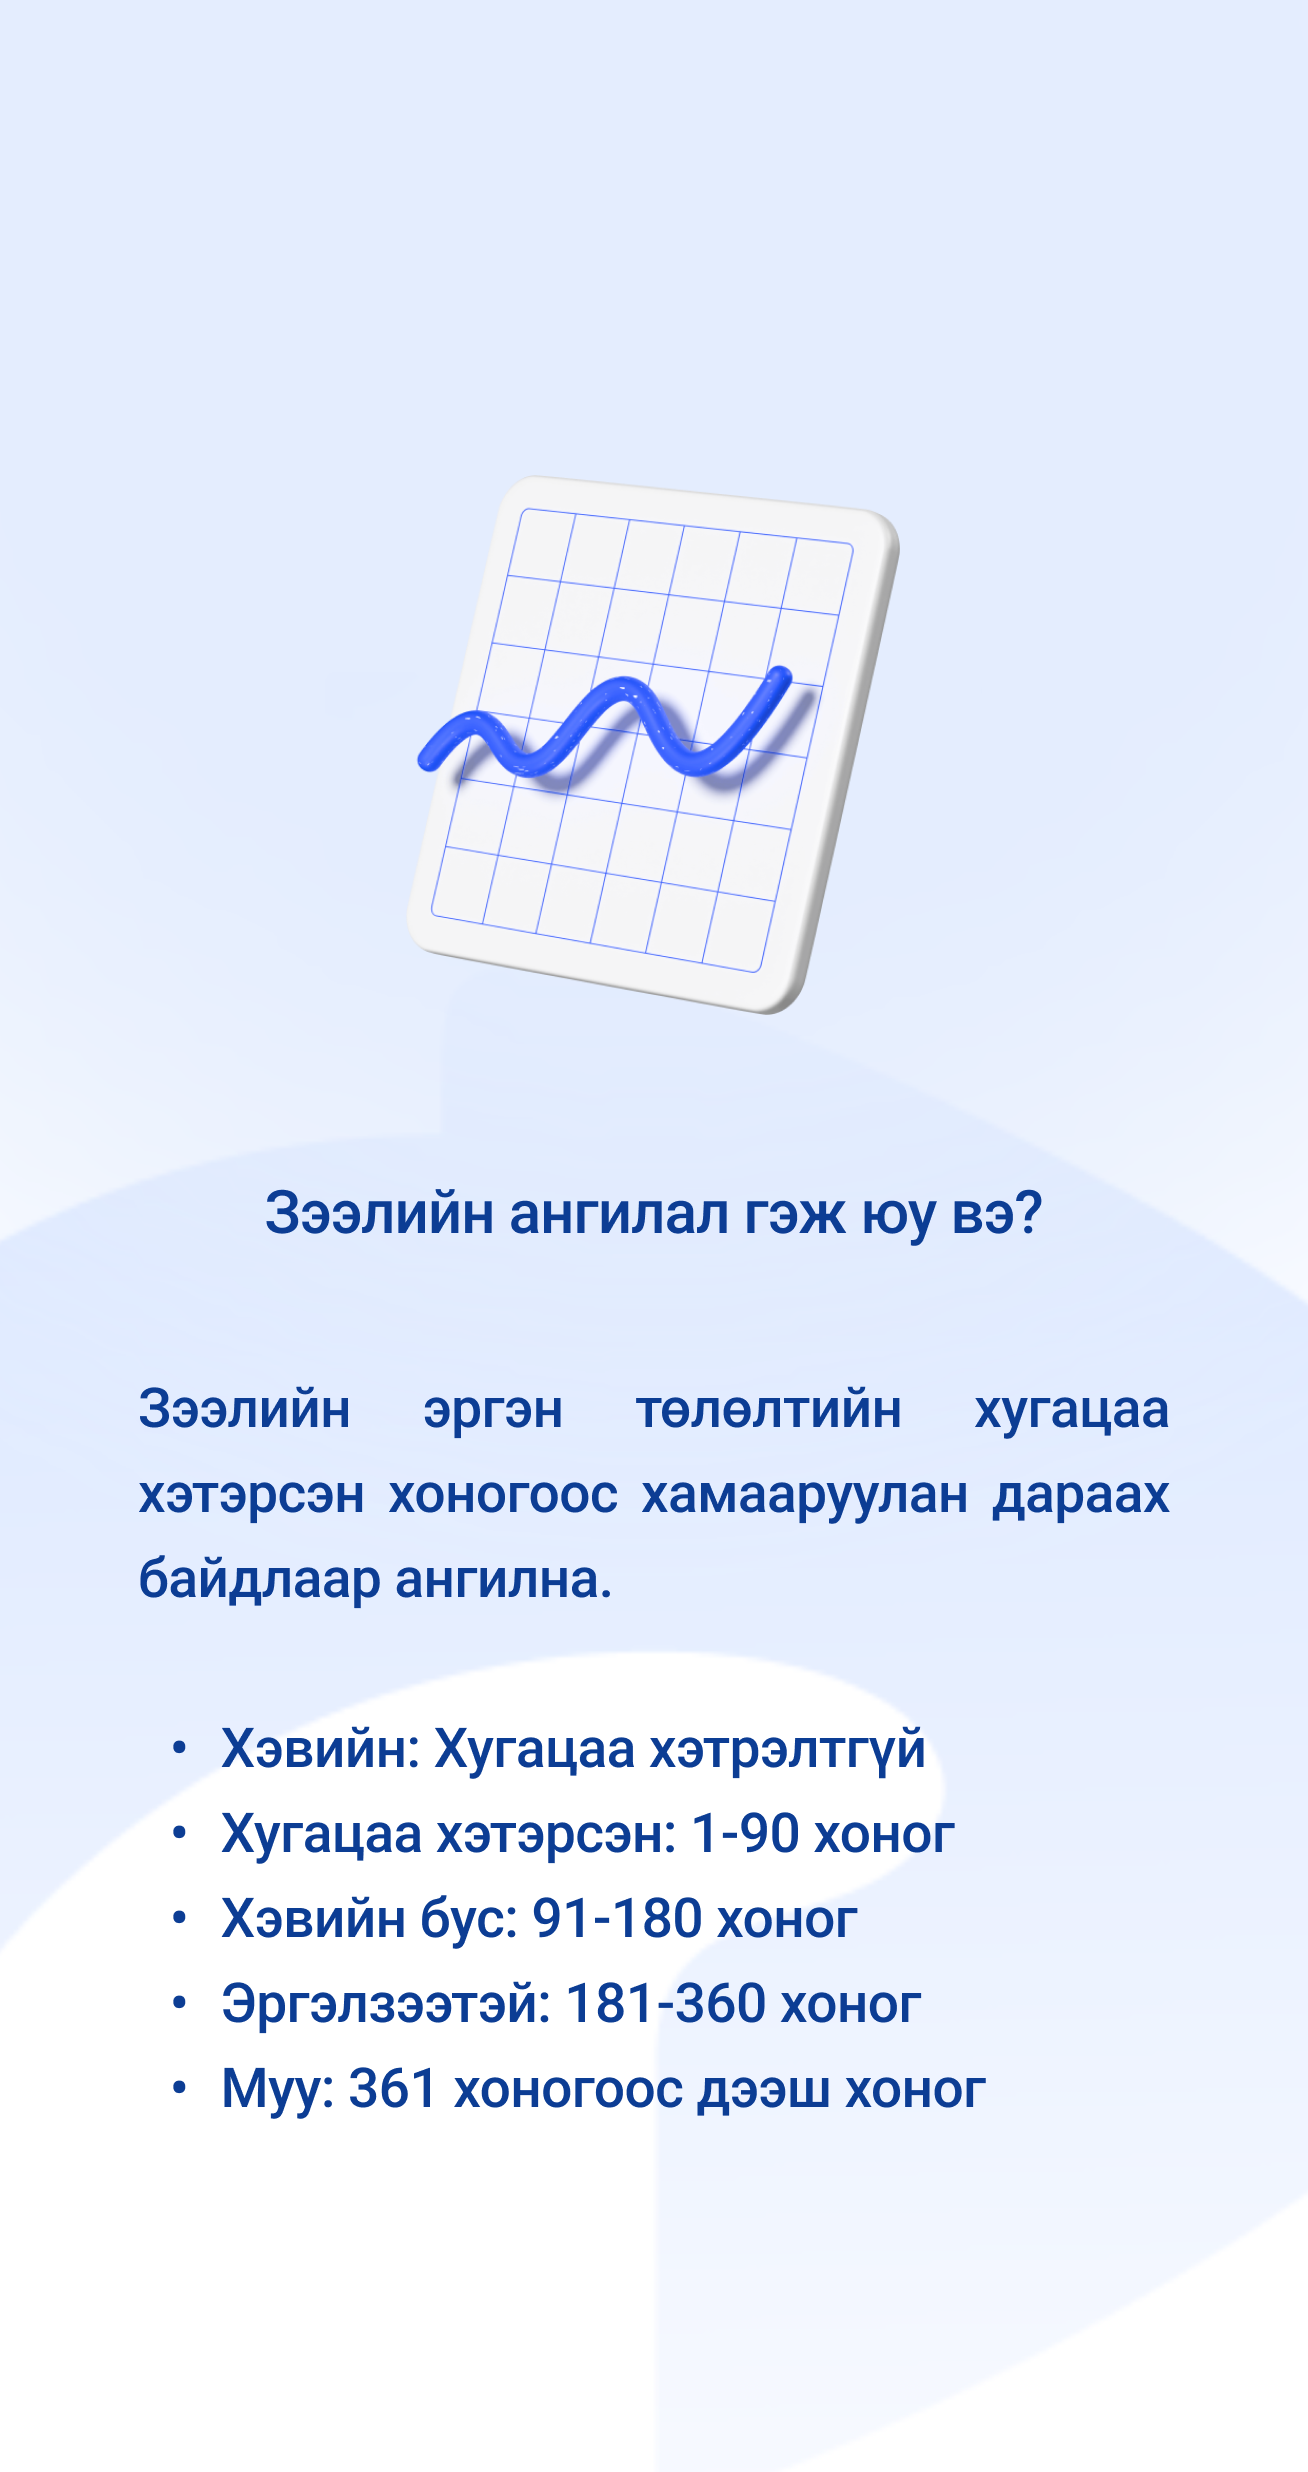 Зээлийн ангилал гэж юу вэ?
Зээлийн эргэн төлөлтийн хугацаа
хэтэрсэн хоногоос хамааруулан дараах
байдлаар ангилна.
• Хэвийн: Хугацаа хэтрэлтгүй
• Хугацаа хэтэрсэн: 1-90 хоног
• Хэвийн бус: 91-180 хоног
• Эргэлзээтэй: 181-360 хоног
• Муу: 361 хоногоос дээш хоног